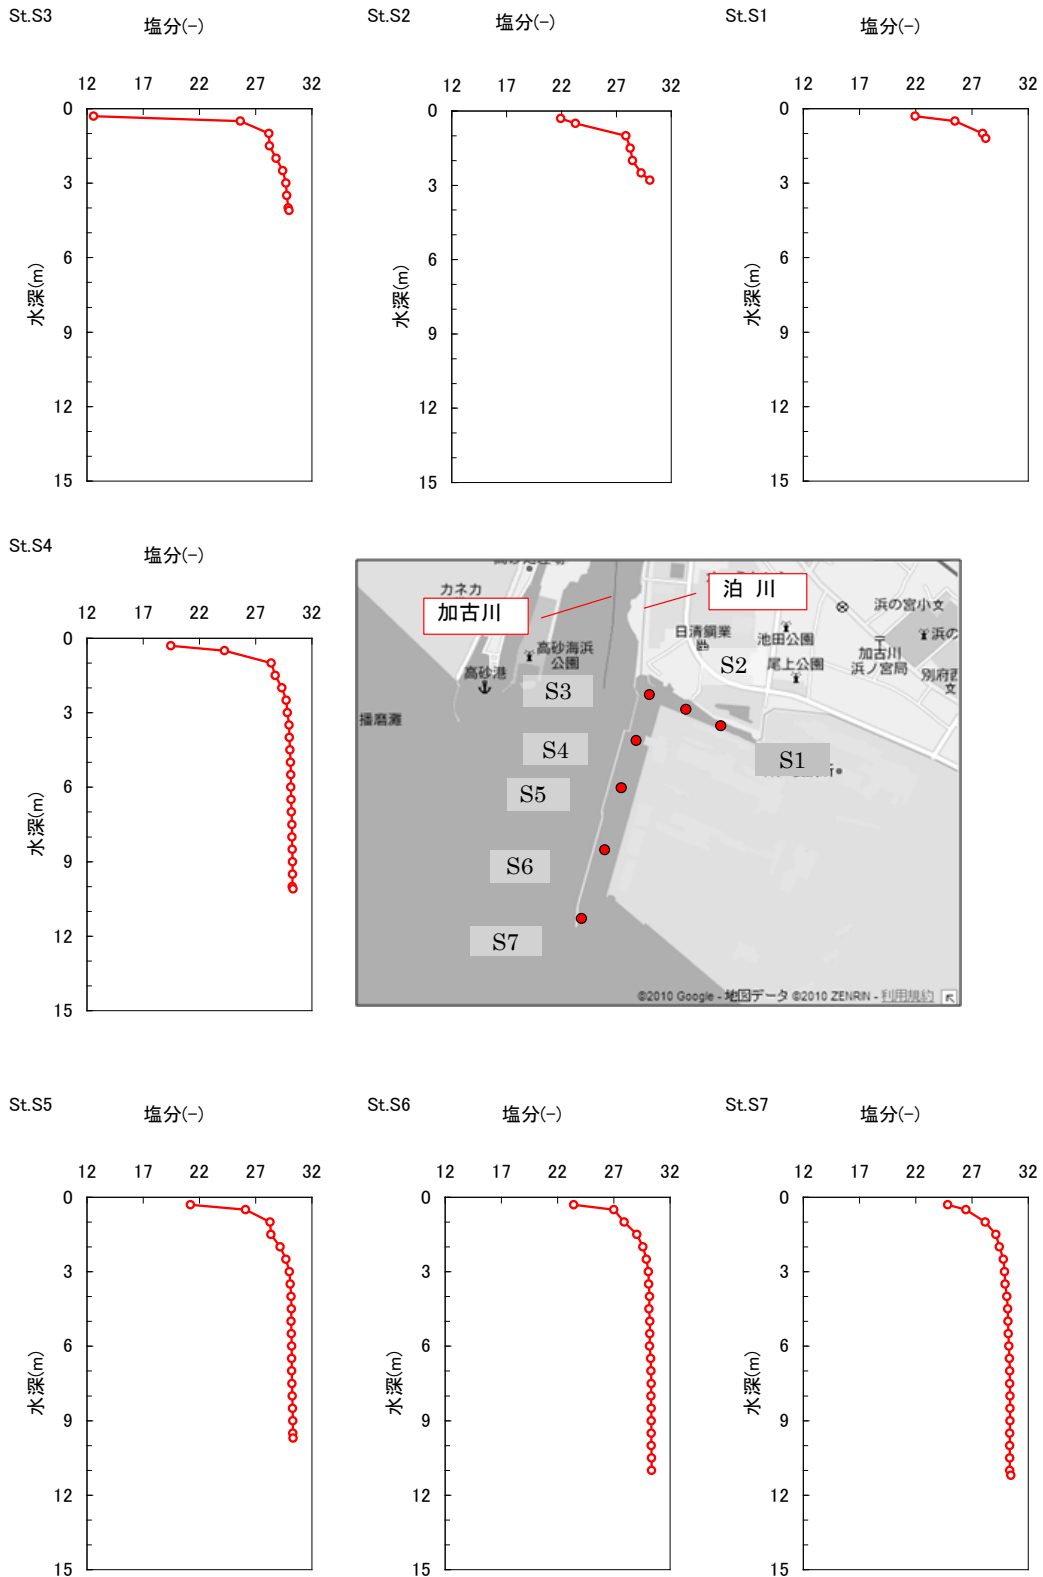 St.S3
塩分(-)
12 17 22 27 32
0
3
6
9
12
15
水深(m)
St.S2
塩分(-)
12 17 22 27 32
0
3
6
9
12
15
水深(m)
St.S1
塩分(-)
12 17 22 27 32
0
3
6
9
12
15
水深(m)
St.S4
塩分(-)
12 17 22 27 32
0
3
6
9
12
15
水深(m)
カネカ
加古川
泊 川
浜の宮小
日清鋼業
池田公園
加古川
浜ノ宮局
浜の
高砂海浜
公園
尾上公園
別府西
高砂港
播磨灘
S2
S3
S4
S1
S5
S6
S7
所
©2010 Google - 地図データ ©2010 ZENRIN - 利用規約
St.S5
塩分(-)
12 17 22 27 32
0
3
6
9
12
15
水深(m)
St.S6
塩分(-)
12 17 22 27 32
0
3
6
9
12
15
水深(m)
St.S7
塩分(-)
12 17 22 27 32
0
3
6
9
12
15
水深(m)